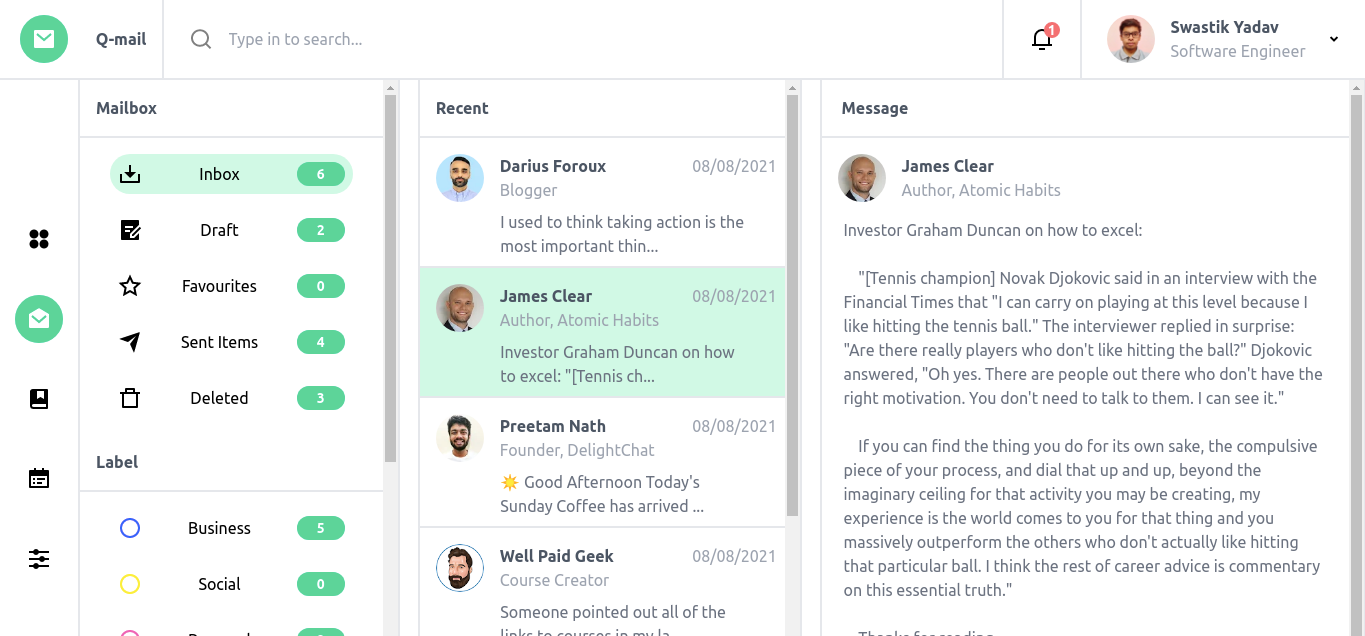 Q-mail
Type in to search...
1
Swastik Yadav
Software Engineer
Mailbox
Inbox 6
Draft 2
Favourites 0
Sent Items 4
Deleted 3
Label
Business 5
Social 0
Recent
Darius Foroux 08/08/2021
Blogger
I used to think taking action is the
most important thin...
James Clear 08/08/2021
Author, Atomic Habits
Investor Graham Duncan on how
to excel: "[Tennis ch...
Preetam Nath 08/08/2021
Founder, DelightChat
☀️ Good Afternoon Today's
Sunday Coffee has arrived ...
Well Paid Geek 08/08/2021
Course Creator
Someone pointed out all of the
links to courses in my la...
Message
James Clear
Author, Atomic Habits
Investor Graham Duncan on how to excel:
"[Tennis champion] Novak Djokovic said in an interview with the
Financial Times that "I can carry on playing at this level because I
like hitting the tennis ball." The interviewer replied in surprise:
"Are there really players who don't like hitting the ball?" Djokovic
answered, "Oh yes. There are people out there who don't have the
right motivation. You don't need to talk to them. I can see it."
If you can find the thing you do for its own sake, the compulsive
piece of your process, and dial that up and up, beyond the
imaginary ceiling for that activity you may be creating, my
experience is the world comes to you for that thing and you
massively outperform the others who don't actually like hitting
that particular ball. I think the rest of career advice is commentary
on this essential truth."